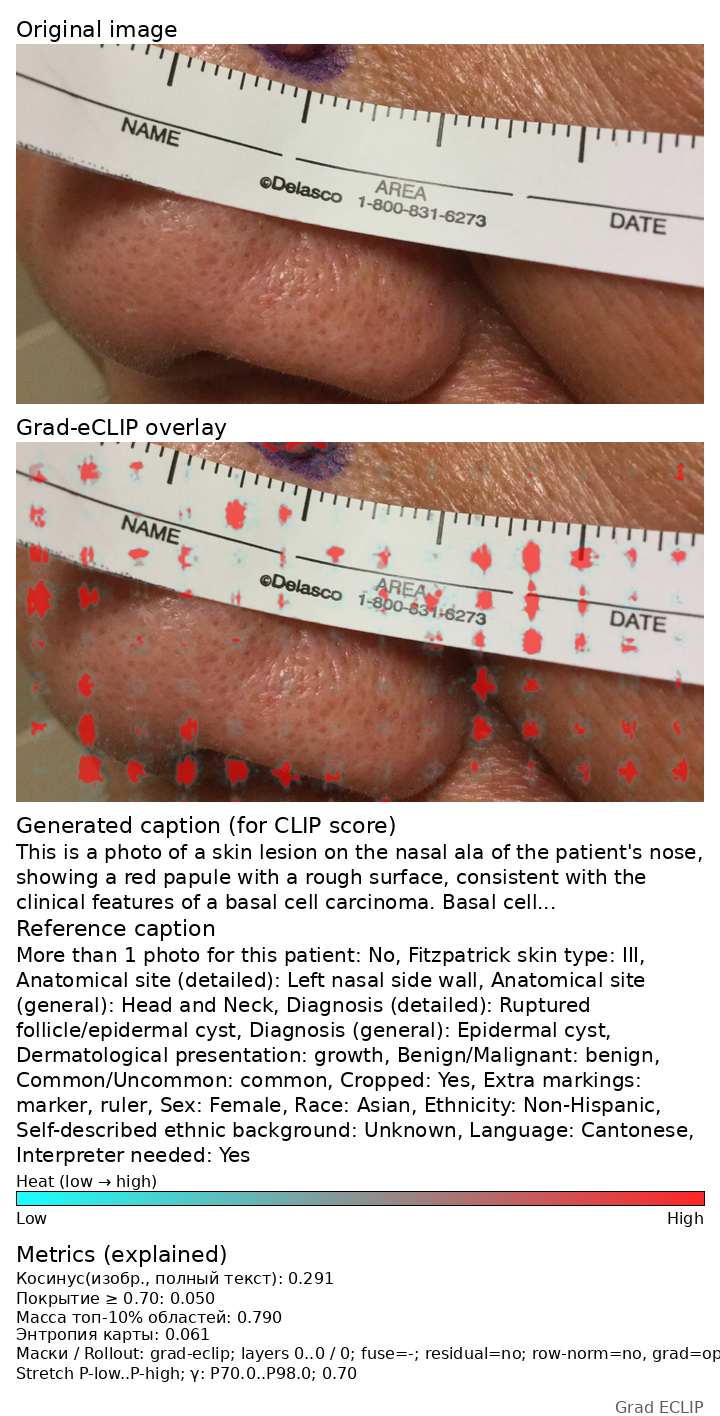 Original image
NAME
©Delasco
AREA
1-800-831-6273
DATE
Grad-eCLIP overlay
NAME
©Delasco
AREA
1-800-831-6273
DATE
Generated caption (for CLIP score)
This is a photo of a skin lesion on the nasal ala of the patient's nose,
showing a red papule with a rough surface, consistent with the
clinical features of a basal cell carcinoma. Basal cell...
Reference caption
More than 1 photo for this patient: No, Fitzpatrick skin type: III,
Anatomical site (detailed): Left nasal side wall, Anatomical site
(general): Head and Neck, Diagnosis (detailed): Ruptured
follicle/epidermal cyst, Diagnosis (general): Epidermal cyst,
Dermatological presentation: growth, Benign/Malignant: benign,
Common/Uncommon: common, Cropped: Yes, Extra markings:
marker, ruler, Sex: Female, Race: Asian, Ethnicity: Non-Hispanic,
Self-described ethnic background: Unknown, Language: Cantonese,
Interpreter needed: Yes
Heat (low → high)
Low High
Metrics (explained)
Косинус(изобр., полный текст): 0.291
Покрытие ≥ 0.70: 0.050
Масса топ-10% областей: 0.790
Энтропия карты: 0.061
Маски / Rollout: grad-eclip; layers 0..0 / 0; fuse=-; residual=no; row-norm=no, grad=op
Stretch P-low..P-high; γ: P70.0..P98.0; 0.70
Grad ECLIP